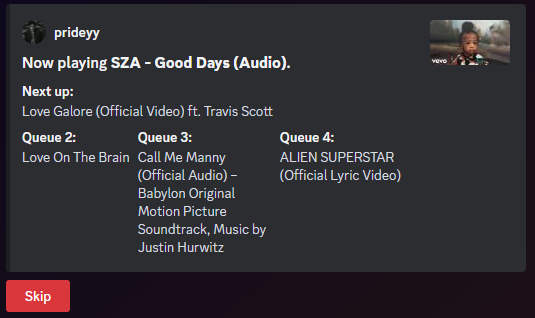 prideyy
Now playing SZA - Good Days (Audio).
vevo
Next up:
Love Galore (Official Video) ft. Travis Scott
Queue 2:
Love On The Brain
Queue 3:
Call Me Manny
(Official Audio) –
Babylon Original
Motion Picture
Soundtrack, Music by
Justin Hurwitz
Queue 4:
ALIEN SUPERSTAR
(Official Lyric Video)
Skip